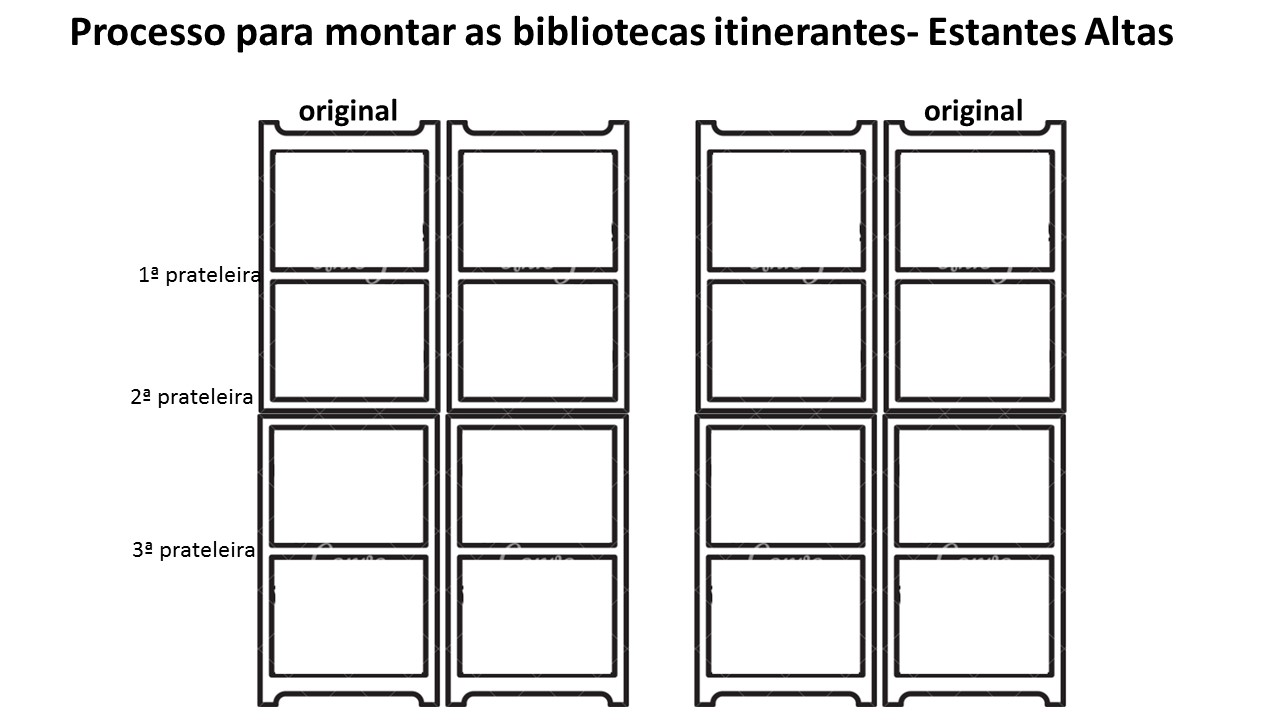 Processo para montar as bibliotecas itinerantes- Estantes Altas
original
original
1ª prateleira
2ª prateleira
3ª prateleira